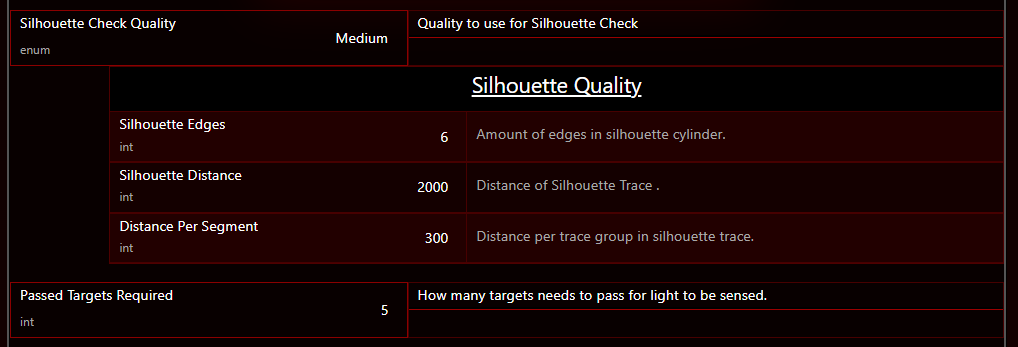 Silhouette Check Quality
enum
Medium
Quality to use for Silhouette Check
Silhouette Quality
Silhouette Edges
int
6
Amount of edges in silhouette cylinder.
Silhouette Distance
int
2000
Distance of Silhouette Trace .
Distance Per Segment
int
300
Distance per trace group in silhouette trace.
Passed Targets Required
int
5
How many targets needs to pass for light to be sensed.